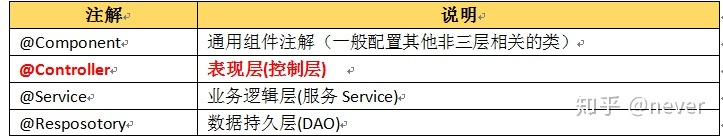 注解 说明
@Component 通用组件注解（一般配置其他非三层相关的类）
@Controller 表现层(控制层)
@Service 业务逻辑层(服务 Service)
@Resposotory 数据持久层(DAO)
知乎 @never